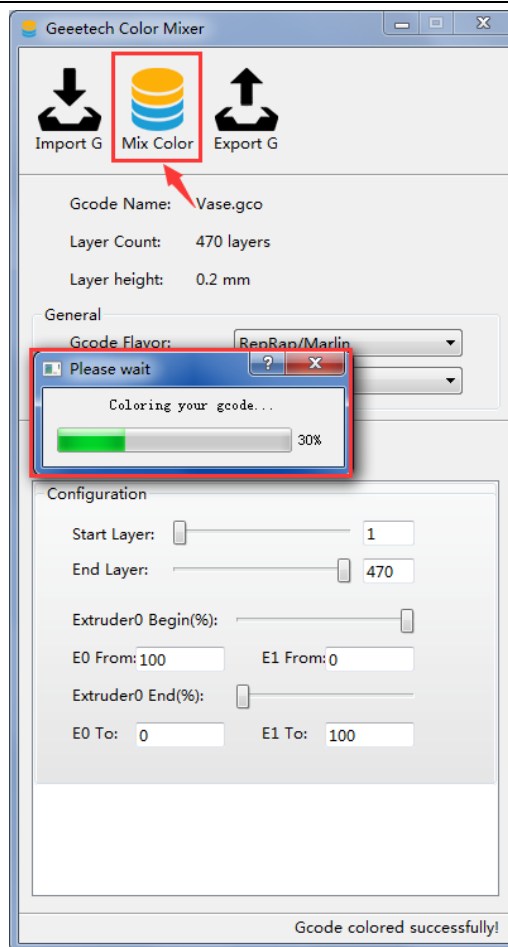 Geeetech Color Mixer
Import G Mix Color Export G
Gcode Name: Vase.gco
Layer Count: 470 layers
Layer height: 0.2 mm
General
Gcode Flavor: RepRap/Marlin
Please wait
Coloring your gcode...
30%
Configuration
Start Layer: 1
End Layer: 470
Extruder0 Begin(%):
E0 From: 100 E1 From: 0
Extruder0 End(%):
E0 To: 0 E1 To: 100
Gcode colored successfully!